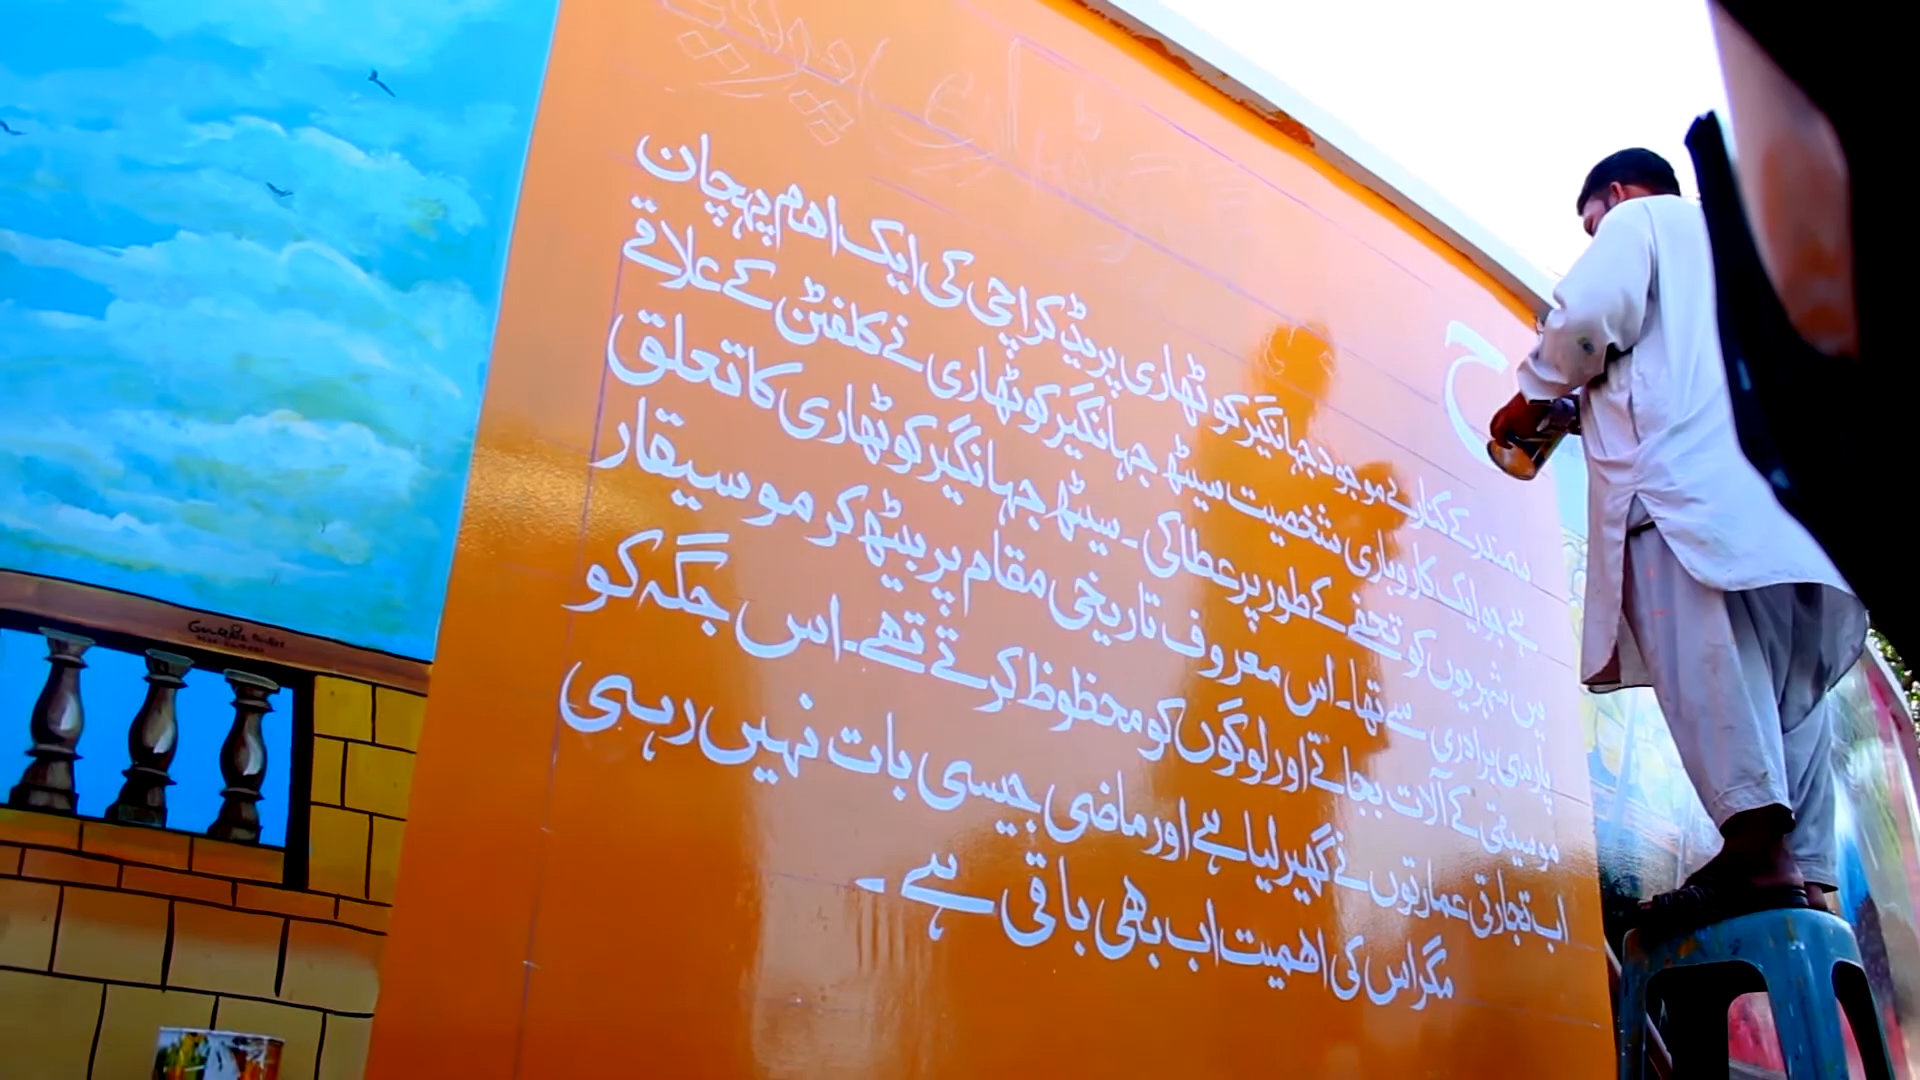 ج
سمندر کے کنارے موجود جہانگیر کوٹھاری پریڈ کراچی کی ایک اھم پہچان
ہے جو ایک کاروباری شخصیت سیٹھ جہانگیر کوٹھاری نے کلفٹن کے علاقے
میں شہریوں کو تحفے کے طور پر عطا کی ۔ سیٹھ جہانگیر کوٹھاری کا تعلق
پارسی برادری سے تھا۔ اس معروف تاریخی مقام پر بیٹھ کر موسیقار
موسیقی کے آلات بجاتے اور لوگوں کو محظوظ کرتے تھے۔ اس جگہ کو
اب تجارتی عمارتوں نے گھیر لیا ہے اور ماضی جیسی بات نہیں رہی
مگر اس کی اھمیت اب بھی باقی ہے ۔